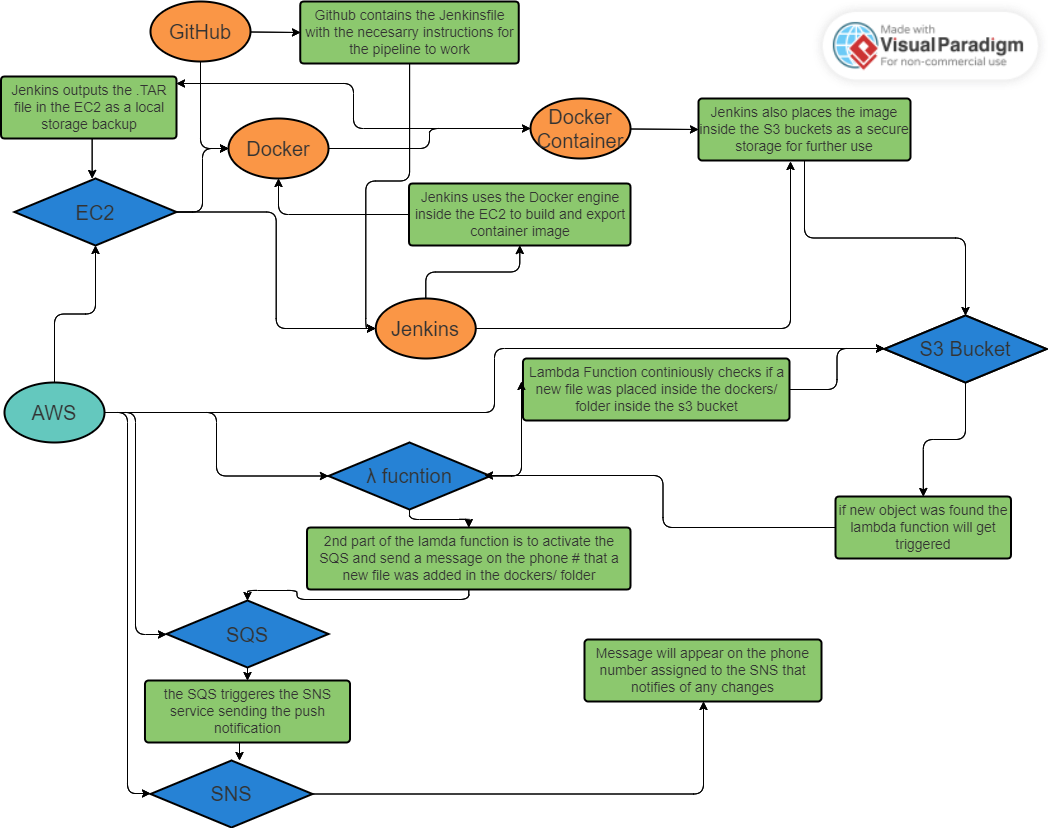 GitHub
Github contains the Jenkinsfile
with the necesarry instructions for
the pipeline to work
Made with
Visual Paradigm
For non-commercial use
Jenkins outputs the .TAR
file in the EC2 as a local
storage backup
Docker
Docker
Container
Jenkins also places the image
inside the S3 buckets as a secure
storage for further use
EC2
Jenkins uses the Docker engine
inside the EC2 to build and export
container image
Jenkins
S3 Bucket
AWS
Lambda Function continiously checks if a
new file was placed inside the dockers/
folder inside the s3 bucket
λ fucntion
if new object was found the
lambda function will get
triggered
2nd part of the lamda function is to activate the
SQS and send a message on the phone # that a
new file was added in the dockers/ folder
SQS
Message will appear on the phone
number assigned to the SNS that
notifies of any changes
the SQS triggeres the SNS
service sending the push
notification
SNS